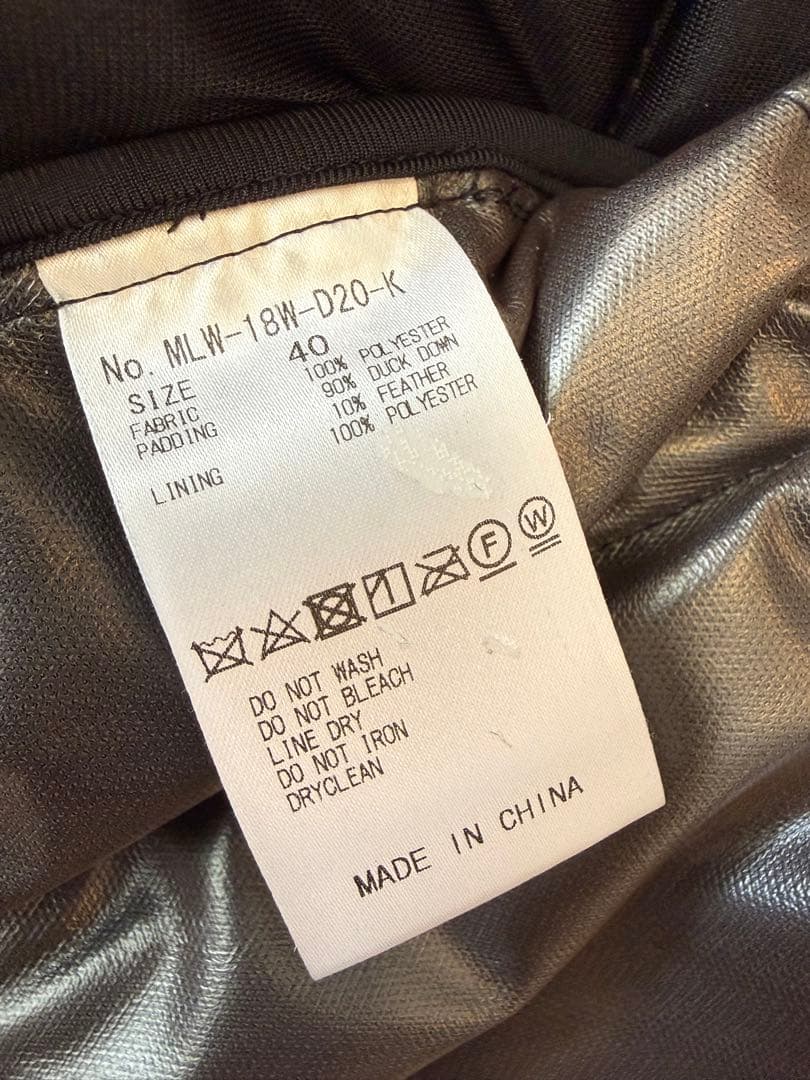 No. MLW-18W-D20-K
SIZE 40
FABRIC 100% POLYESTER
PADDING 90% DUCK DOWN
10% FEATHER
LINING 100% POLYESTER
F W
DO NOT WASH
DO NOT BLEACH
LINE DRY
DO NOT IRON
DRYCLEAN
MADE IN CHINA